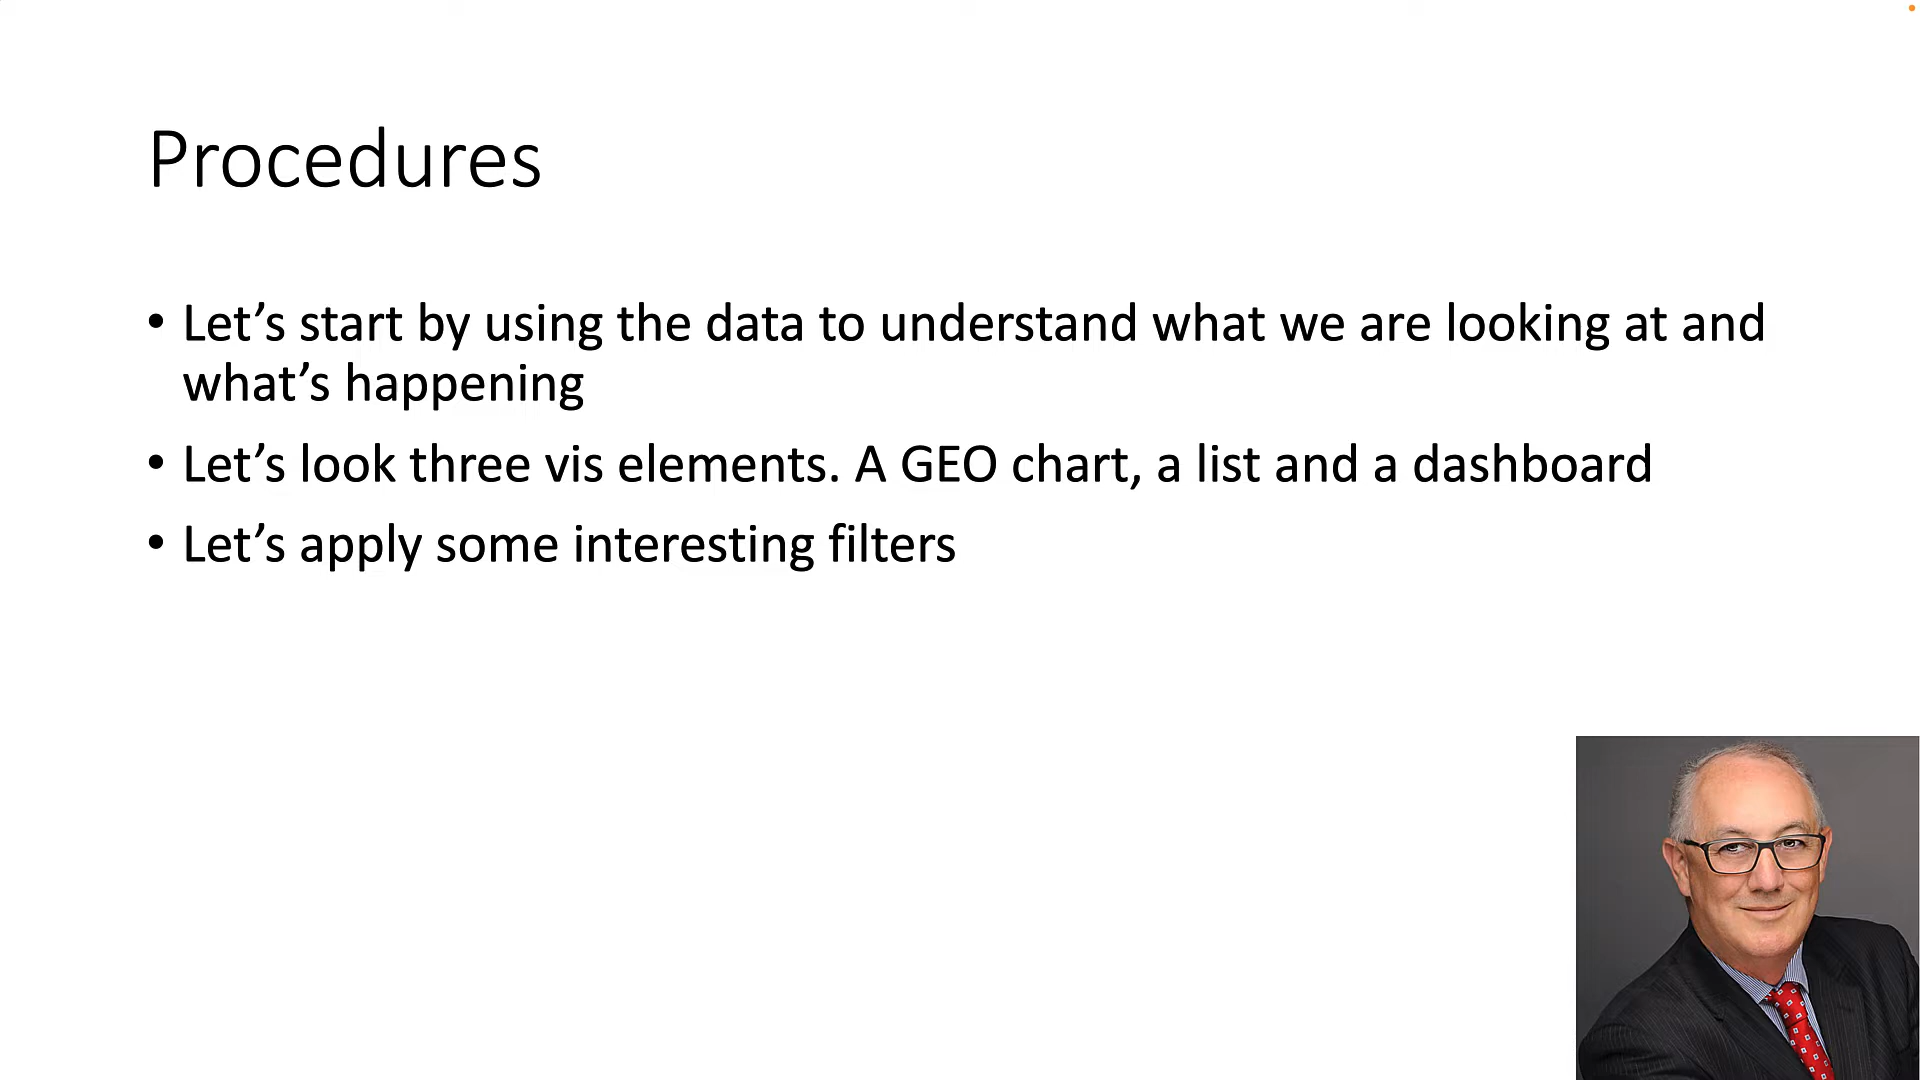 Procedures
• Let’s start by using the data to understand what we are looking at and
what’s happening
• Let’s look three vis elements. A GEO chart, a list and a dashboard
• Let’s apply some interesting filters